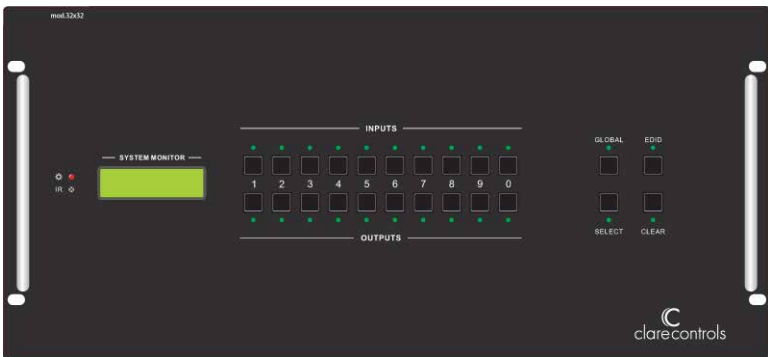 mod.32x32
INPUTS
GLOBAL EDID
SYSTEM MONITOR
IR
1 2 3 4 5 6 7 8 9 0
OUTPUTS
SELECT CLEAR
clarecontrols